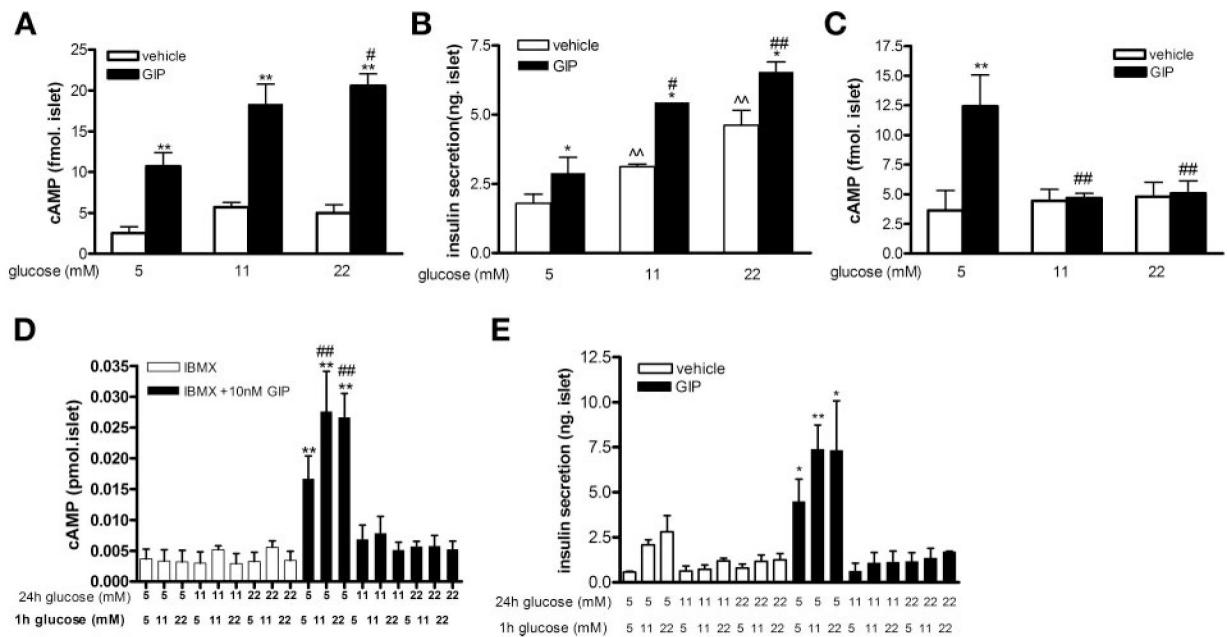 A
vehicle
GIP
cAMP (fmol. islet)
25
20
15
10
5
0
** ** # **
glucose (mM) 5 11 22
B
vehicle
GIP
insulin secretion(ng. islet)
7.5
5.0
2.5
0.0
* ^^ # * ^^ ## *
glucose (mM) 5 11 22
C
vehicle
GIP
cAMP (fmol. islet)
17.5
15.0
12.5
10.0
7.5
5.0
2.5
0.0
** ## ##
glucose (mM) 5 11 22
D
IBMX
IBMX +10nM GIP
cAMP (pmol.islet)
0.035
0.030
0.025
0.020
0.015
0.010
0.005
0.000
** ## ** ## **
24h glucose (mM) 5 5 5 11 11 11 22 22 22 5 5 5 11 11 11 22 22 22
1h glucose (mM) 5 11 22 5 11 22 5 11 22 5 11 22 5 11 22 5 11 22
E
vehicle
GIP
insulin secretion (ng. islet)
12.5
10.0
7.5
5.0
2.5
0.0
* ** *
24h glucose (mM) 5 5 5 11 11 11 22 22 22 5 5 5 11 11 11 22 22 22
1h glucose (mM) 5 11 22 5 11 22 5 11 22 5 11 22 5 11 22 5 11 22